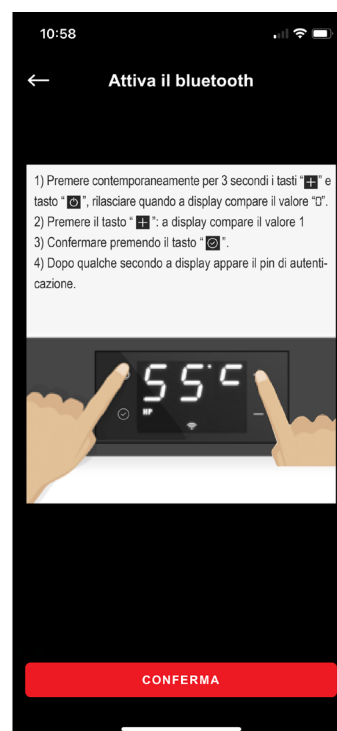 10:58
Attiva il bluetooth
1) Premere contemporaneamente per 3 secondi i tasti “+” e
tasto “⏻”, rilasciare quando a display compare il valore “0”.
2) Premere il tasto “+”: a display compare il valore 1
3) Confermare premendo il tasto “✓”.
4) Dopo qualche secondo a display appare il pin di autenti-
cazione.
55°C
HP
CONFERMA